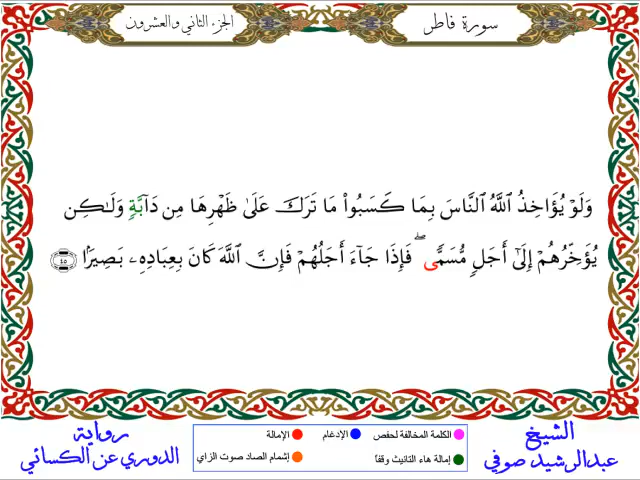 سورة فاطر
الجزء الثاني والعشرون
وَلَوْ يُؤَاخِذُ ٱللَّهُ ٱلنَّاسَ بِمَا كَسَبُوا۟ مَا تَرَكَ عَلَىٰ ظَهْرِهَا مِن دَآبَّةٍ وَلَـٰكِن
يُؤَخِّرُهُمْ إِلَىٰٓ أَجَلٍ مُّسَمًّى ۖ فَإِذَا جَآءَ أَجَلُهُمْ فَإِنَّ ٱللَّهَ كَانَ بِعِبَادِهِۦ بَصِيرًۢا ٤٥
الشيخ
عبدالرشيد صوفي
الكلمة المخالفة لحفص
الإدغام
الإمالة
إمالة هاء التانيث وقفاً
إشمام الصاد صوت الزاي
رواية
الدوري عن الكسائي